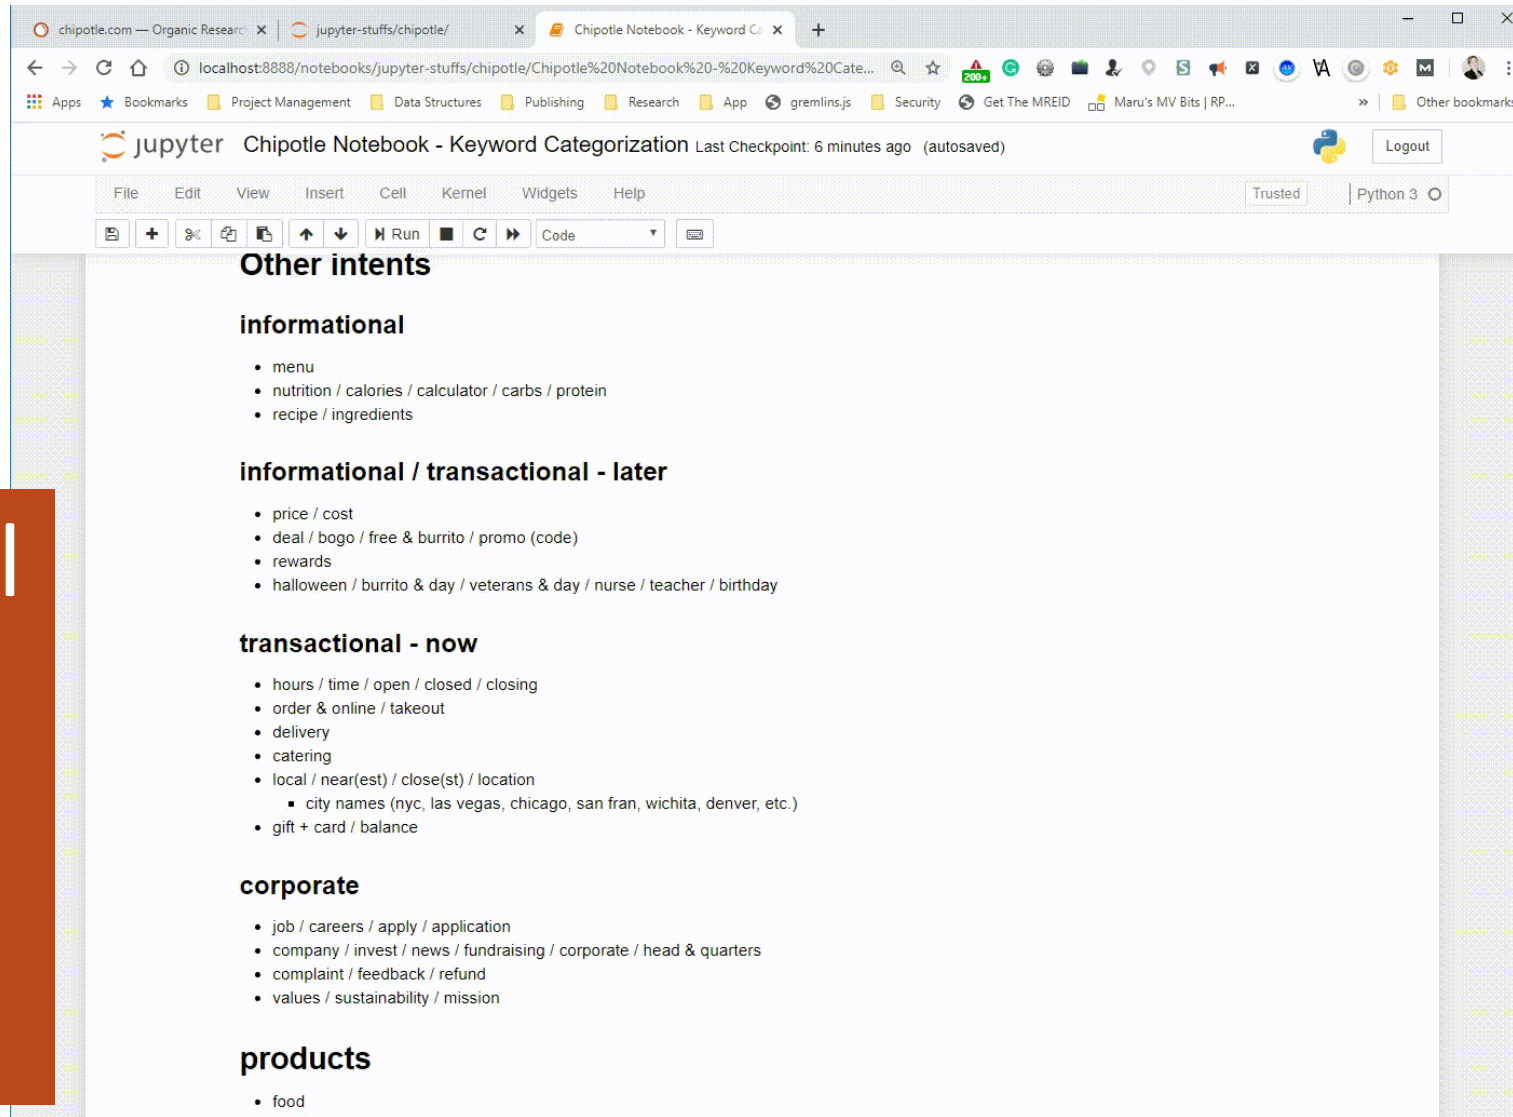 chipotle.com — Organic Researc
jupyter-stuffs/chipotle/
Chipotle Notebook - Keyword Ca
localhost:8888/notebooks/jupyter-stuffs/chipotle/Chipotle%20Notebook%20-%20Keyword%20Cate...
200+
Apps
Bookmarks
Project Management
Data Structures
Publishing
Research
App
gremlins.js
Security
Get The MREID
Maru's MV Bits | RP...
»
Other bookmarks
jupyter Chipotle Notebook - Keyword Categorization Last Checkpoint: 6 minutes ago (autosaved)
Logout
File Edit View Insert Cell Kernel Widgets Help
Trusted
Python 3
Run
Code
Other intents
informational
• menu
• nutrition / calories / calculator / carbs / protein
• recipe / ingredients
informational / transactional - later
• price / cost
• deal / bogo / free & burrito / promo (code)
• rewards
• halloween / burrito & day / veterans & day / nurse / teacher / birthday
transactional - now
• hours / time / open / closed / closing
• order & online / takeout
• delivery
• catering
• local / near(est) / close(st) / location
▪ city names (nyc, las vegas, chicago, san fran, wichita, denver, etc.)
• gift + card / balance
corporate
• job / careers / apply / application
• company / invest / news / fundraising / corporate / head & quarters
• complaint / feedback / refund
• values / sustainability / mission
products
• food